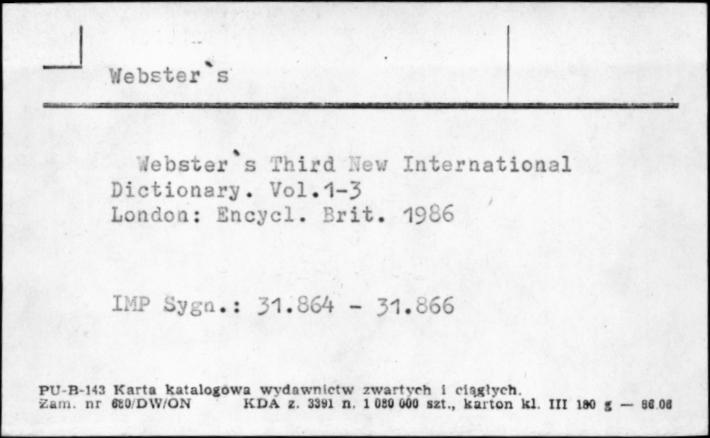 Webster`s
Webster`s Third New International
Dictionary. Vol.1-3
London: Encycl. Brit. 1986
IMP Sygn.: 31.864 - 31.866
PU-B-143 Karta katalogowa wydawnictw zwartych i ciągłych.
Zam. nr 680/DW/ON KDA z. 3391 n. 1 080 000 szt., karton kl. III 180 g — 86.06